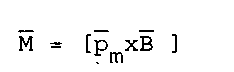 M̅ = [p̅ₘxB̅ ]